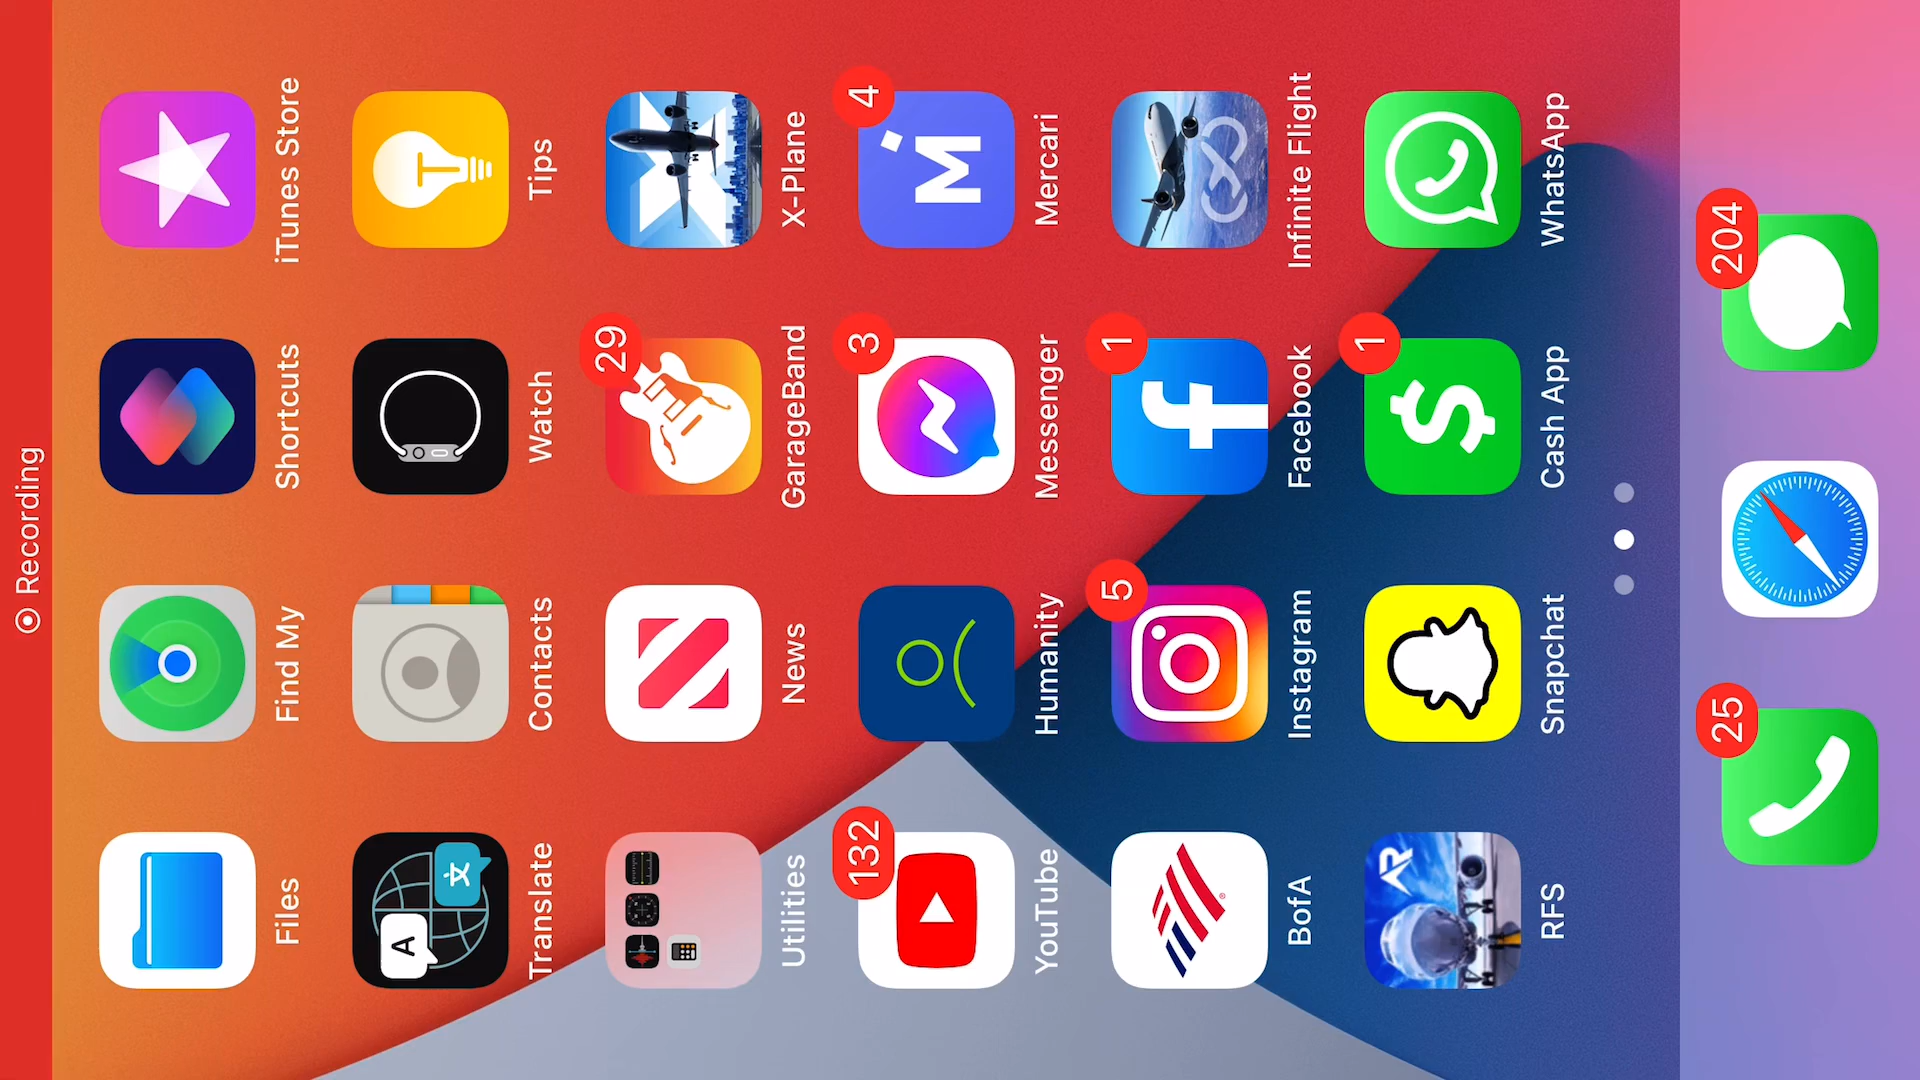 Recording
Files
Find My
Shortcuts
iTunes Store
A
文
T
Translate
Contacts
Watch
Tips
29
Utilities
News
GarageBand
X-Plane
132
3
4
YouTube
Humanity
Messenger
Mercari
5
1
BofA
Instagram
Facebook
Infinite Flight
1
AR
RFS
Snapchat
Cash App
WhatsApp
25
204